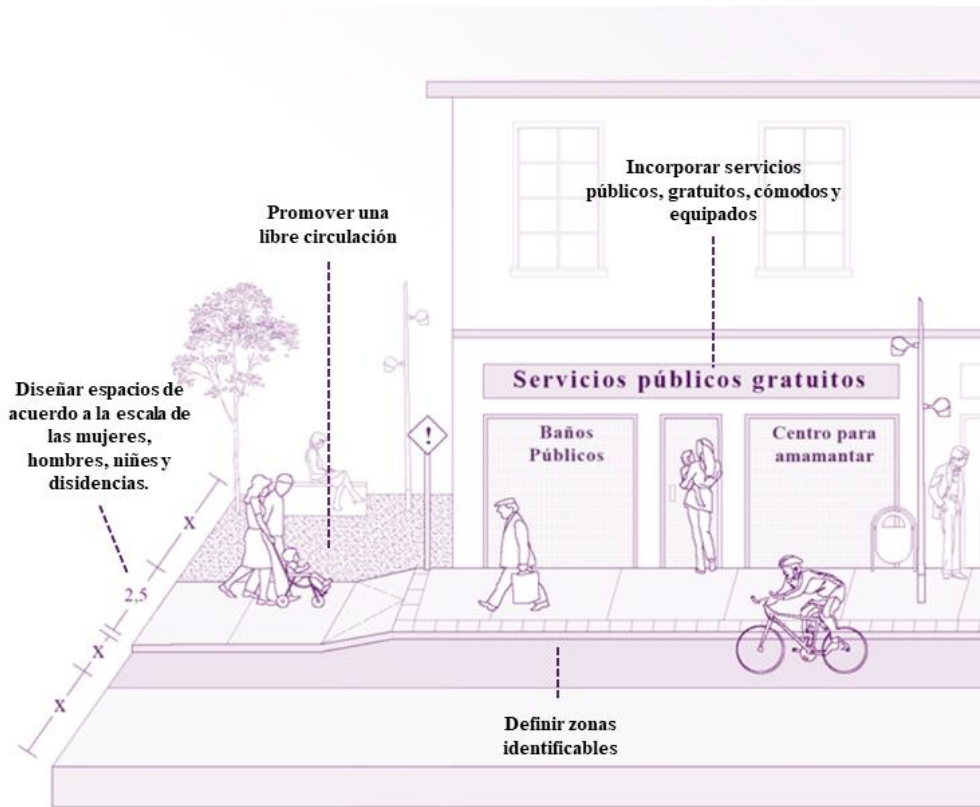 Incorporar servicios
públicos, gratuitos, cómodos y
equipados
Promover una
libre circulación
Diseñar espacios de
acuerdo a la escala de
las mujeres,
hombres, niñes y
disidencias.
Servicios públicos gratuitos
Baños
Públicos
Centro para
amamantar
!
X
2,5
X
X
Definir zonas
identificables